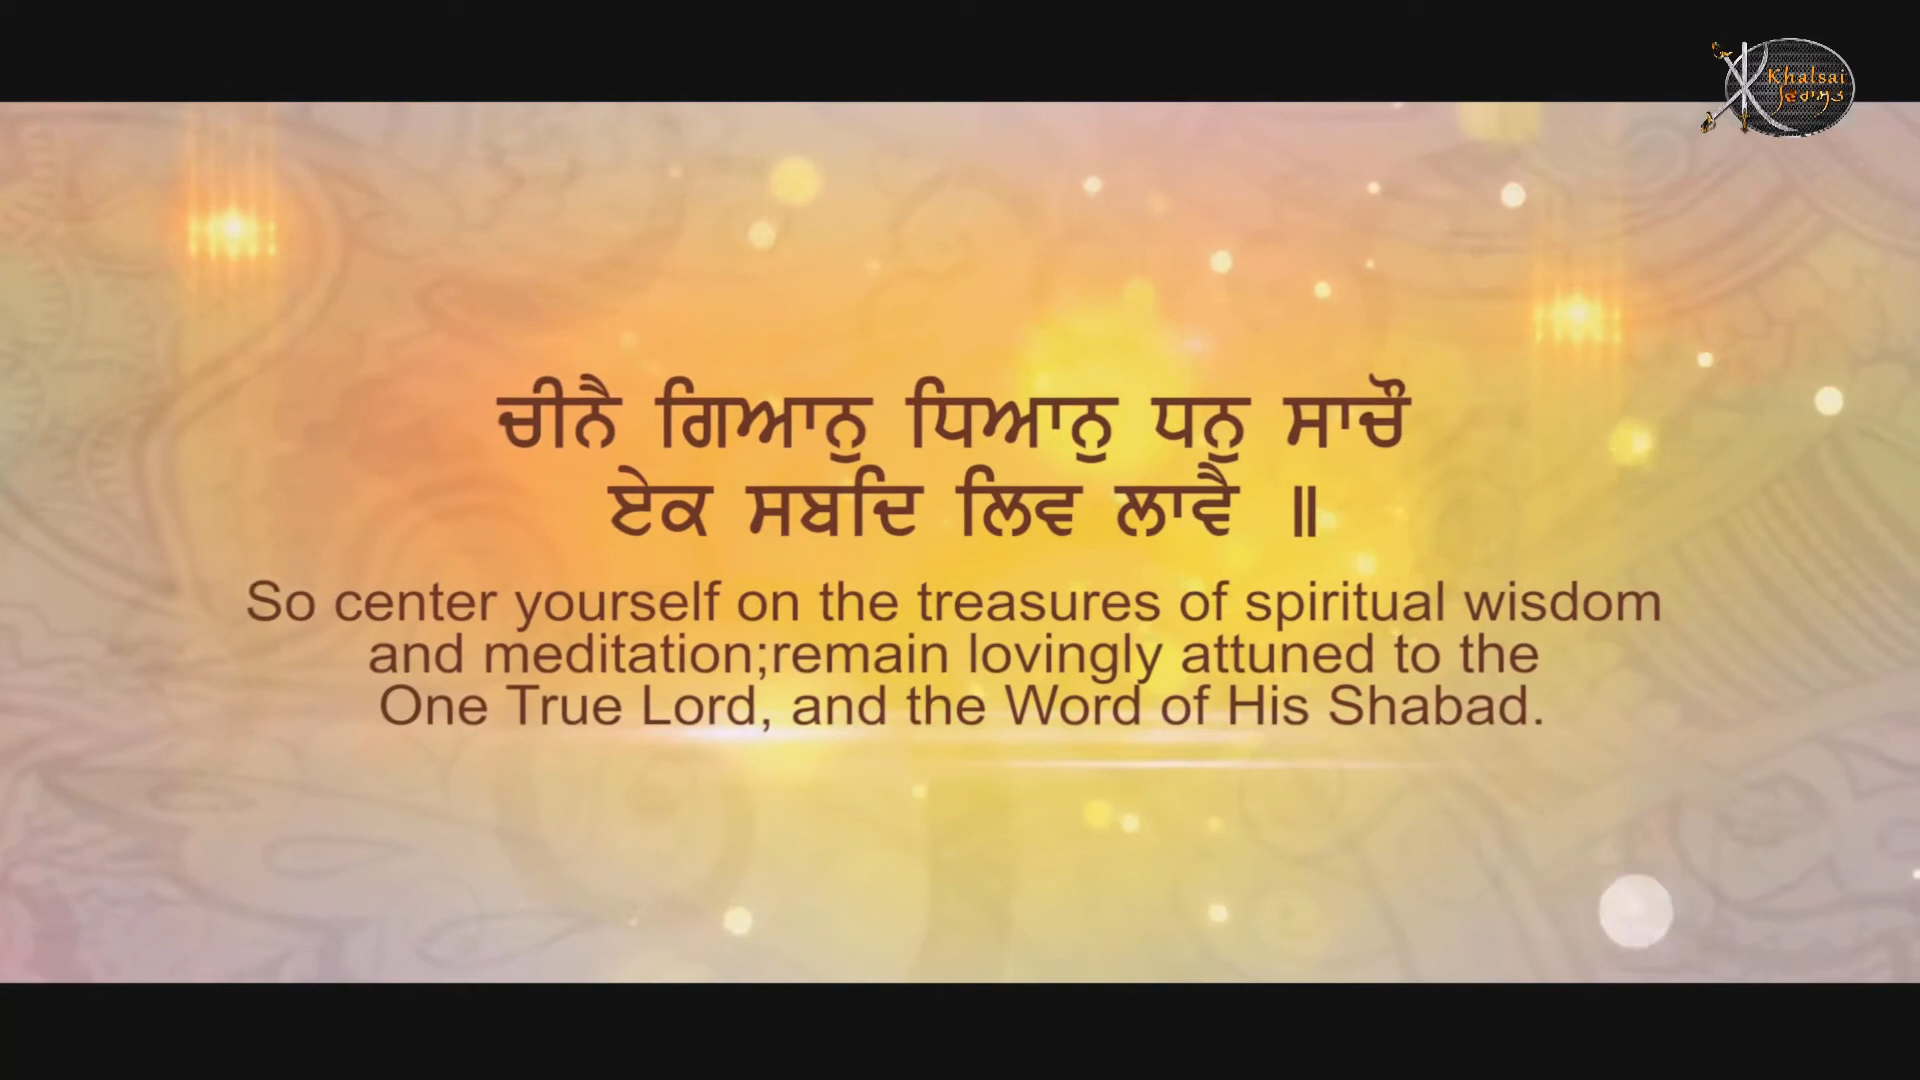 Khalsai
ਵਿਰਾਸਤ
ਚੀਨੈ ਗਿਆਨੁ ਧਿਆਨੁ ਧਨੁ ਸਾਚੌ
ਏਕ ਸਬਦਿ ਲਿਵ ਲਾਵੈ ॥
So center yourself on the treasures of spiritual wisdom
and meditation;remain lovingly attuned to the
One True Lord, and the Word of His Shabad.